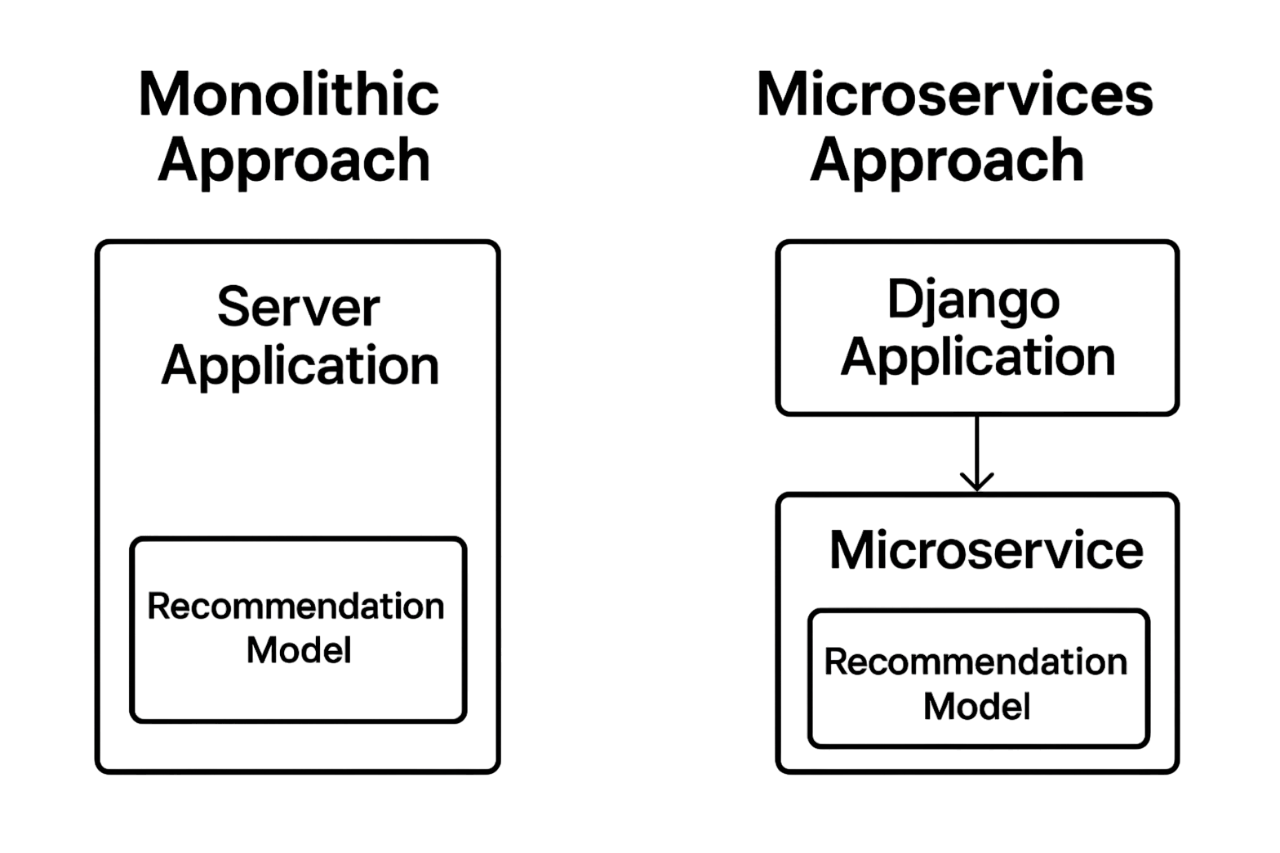 Monolithic
Approach
Server
Application
Recommendation
Model
Microservices
Approach
Django
Application
Microservice
Recommendation
Model